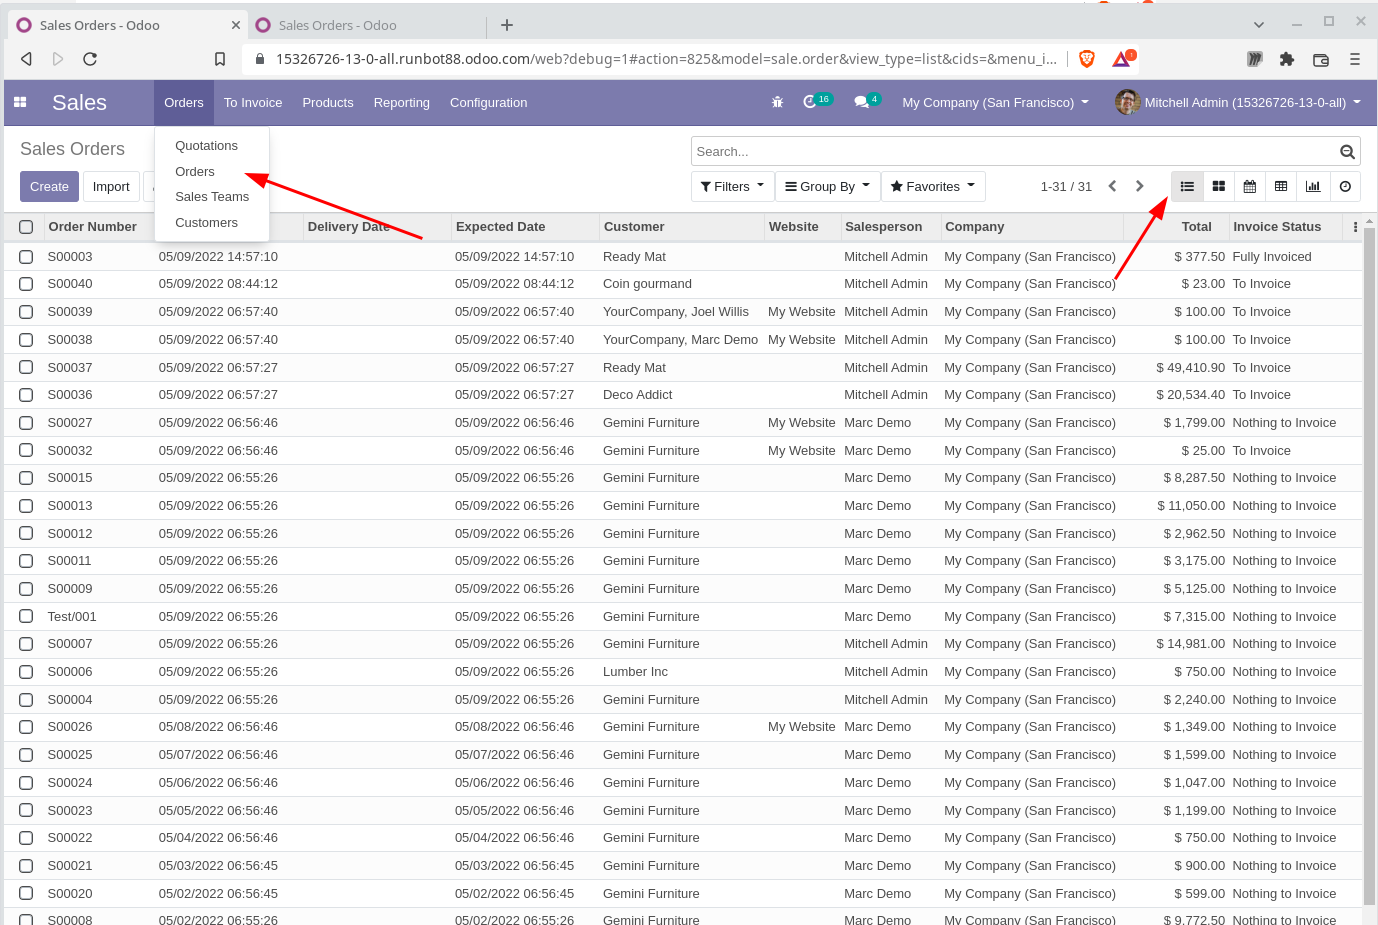 Sales Orders - Odoo
Sales Orders - Odoo
15326726-13-0-all.runbot88.odoo.com/web?debug=1#action=825&model=sale.order&view_type=list&cids=&menu_i...
1
Sales Orders To Invoice Products Reporting Configuration 16 4 My Company (San Francisco) Mitchell Admin (15326726-13-0-all)
Quotations
Orders
Sales Teams
Customers
Sales Orders
Search...
Create Import Filters Group By Favorites 1-31 / 31
Order Number Delivery Date Expected Date Customer Website Salesperson Company Total Invoice Status
S00003 05/09/2022 14:57:10 05/09/2022 14:57:10 Ready Mat Mitchell Admin My Company (San Francisco) $ 377.50 Fully Invoiced
S00040 05/09/2022 08:44:12 05/09/2022 08:44:12 Coin gourmand Mitchell Admin My Company (San Francisco) $ 23.00 To Invoice
S00039 05/09/2022 06:57:40 05/09/2022 06:57:40 YourCompany, Joel Willis My Website Mitchell Admin My Company (San Francisco) $ 100.00 To Invoice
S00038 05/09/2022 06:57:40 05/09/2022 06:57:40 YourCompany, Marc Demo My Website Mitchell Admin My Company (San Francisco) $ 100.00 To Invoice
S00037 05/09/2022 06:57:27 05/09/2022 06:57:27 Ready Mat Mitchell Admin My Company (San Francisco) $ 49,410.90 To Invoice
S00036 05/09/2022 06:57:27 05/09/2022 06:57:27 Deco Addict Mitchell Admin My Company (San Francisco) $ 20,534.40 To Invoice
S00027 05/09/2022 06:56:46 05/09/2022 06:56:46 Gemini Furniture My Website Marc Demo My Company (San Francisco) $ 1,799.00 Nothing to Invoice
S00032 05/09/2022 06:56:46 05/09/2022 06:56:46 Gemini Furniture My Website Marc Demo My Company (San Francisco) $ 25.00 To Invoice
S00015 05/09/2022 06:55:26 05/09/2022 06:55:26 Gemini Furniture Marc Demo My Company (San Francisco) $ 8,287.50 Nothing to Invoice
S00013 05/09/2022 06:55:26 05/09/2022 06:55:26 Gemini Furniture Marc Demo My Company (San Francisco) $ 11,050.00 Nothing to Invoice
S00012 05/09/2022 06:55:26 05/09/2022 06:55:26 Gemini Furniture Marc Demo My Company (San Francisco) $ 2,962.50 Nothing to Invoice
S00011 05/09/2022 06:55:26 05/09/2022 06:55:26 Gemini Furniture Marc Demo My Company (San Francisco) $ 3,175.00 Nothing to Invoice
S00009 05/09/2022 06:55:26 05/09/2022 06:55:26 Gemini Furniture Marc Demo My Company (San Francisco) $ 5,125.00 Nothing to Invoice
Test/001 05/09/2022 06:55:26 05/09/2022 06:55:26 Gemini Furniture Marc Demo My Company (San Francisco) $ 7,315.00 Nothing to Invoice
S00007 05/09/2022 06:55:26 05/09/2022 06:55:26 Gemini Furniture Mitchell Admin My Company (San Francisco) $ 14,981.00 Nothing to Invoice
S00006 05/09/2022 06:55:26 05/09/2022 06:55:26 Lumber Inc Mitchell Admin My Company (San Francisco) $ 750.00 Nothing to Invoice
S00004 05/09/2022 06:55:26 05/09/2022 06:55:26 Gemini Furniture Mitchell Admin My Company (San Francisco) $ 2,240.00 Nothing to Invoice
S00026 05/08/2022 06:56:46 05/08/2022 06:56:46 Gemini Furniture My Website Marc Demo My Company (San Francisco) $ 1,349.00 Nothing to Invoice
S00025 05/07/2022 06:56:46 05/07/2022 06:56:46 Gemini Furniture Marc Demo My Company (San Francisco) $ 1,599.00 Nothing to Invoice
S00024 05/06/2022 06:56:46 05/06/2022 06:56:46 Gemini Furniture Marc Demo My Company (San Francisco) $ 1,047.00 Nothing to Invoice
S00023 05/05/2022 06:56:46 05/05/2022 06:56:46 Gemini Furniture Marc Demo My Company (San Francisco) $ 1,199.00 Nothing to Invoice
S00022 05/04/2022 06:56:46 05/04/2022 06:56:46 Gemini Furniture Marc Demo My Company (San Francisco) $ 750.00 Nothing to Invoice
S00021 05/03/2022 06:56:45 05/03/2022 06:56:45 Gemini Furniture Marc Demo My Company (San Francisco) $ 900.00 Nothing to Invoice
S00020 05/02/2022 06:56:45 05/02/2022 06:56:45 Gemini Furniture Marc Demo My Company (San Francisco) $ 599.00 Nothing to Invoice
S00008 05/02/2022 06:55:26 05/02/2022 06:55:26 Gemini Furniture Marc Demo My Company (San Francisco) $ 9,772.50 Nothing to Invoice